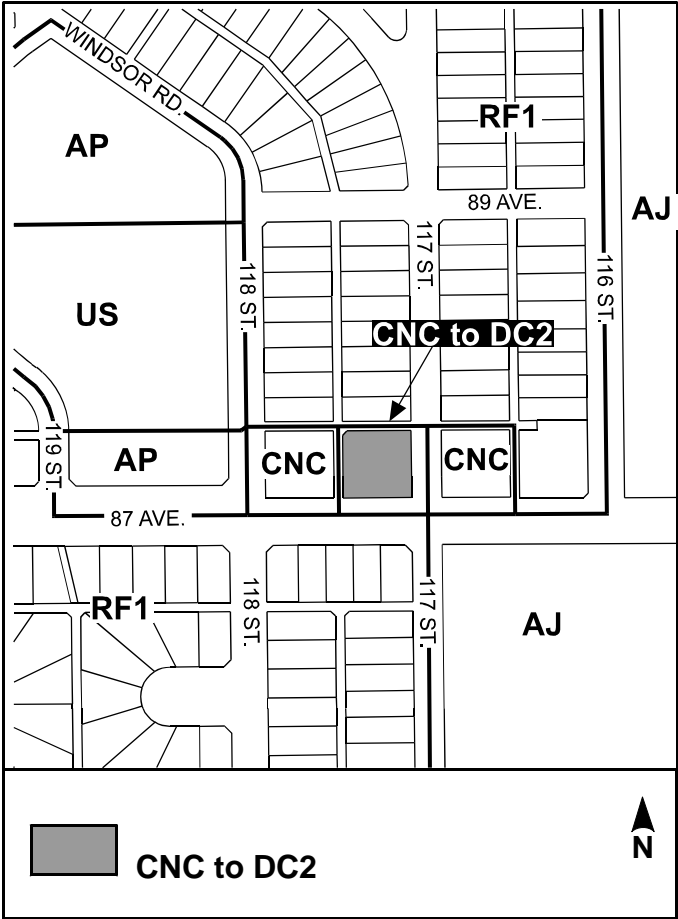 WINDSOR RD.
RF1
AP
89 AVE.
AJ
117 ST.
118 ST.
116 ST.
US
CNC to DC2
119 ST.
AP
CNC
CNC
87 AVE.
RF1
118 ST.
117 ST.
AJ
CNC to DC2
N